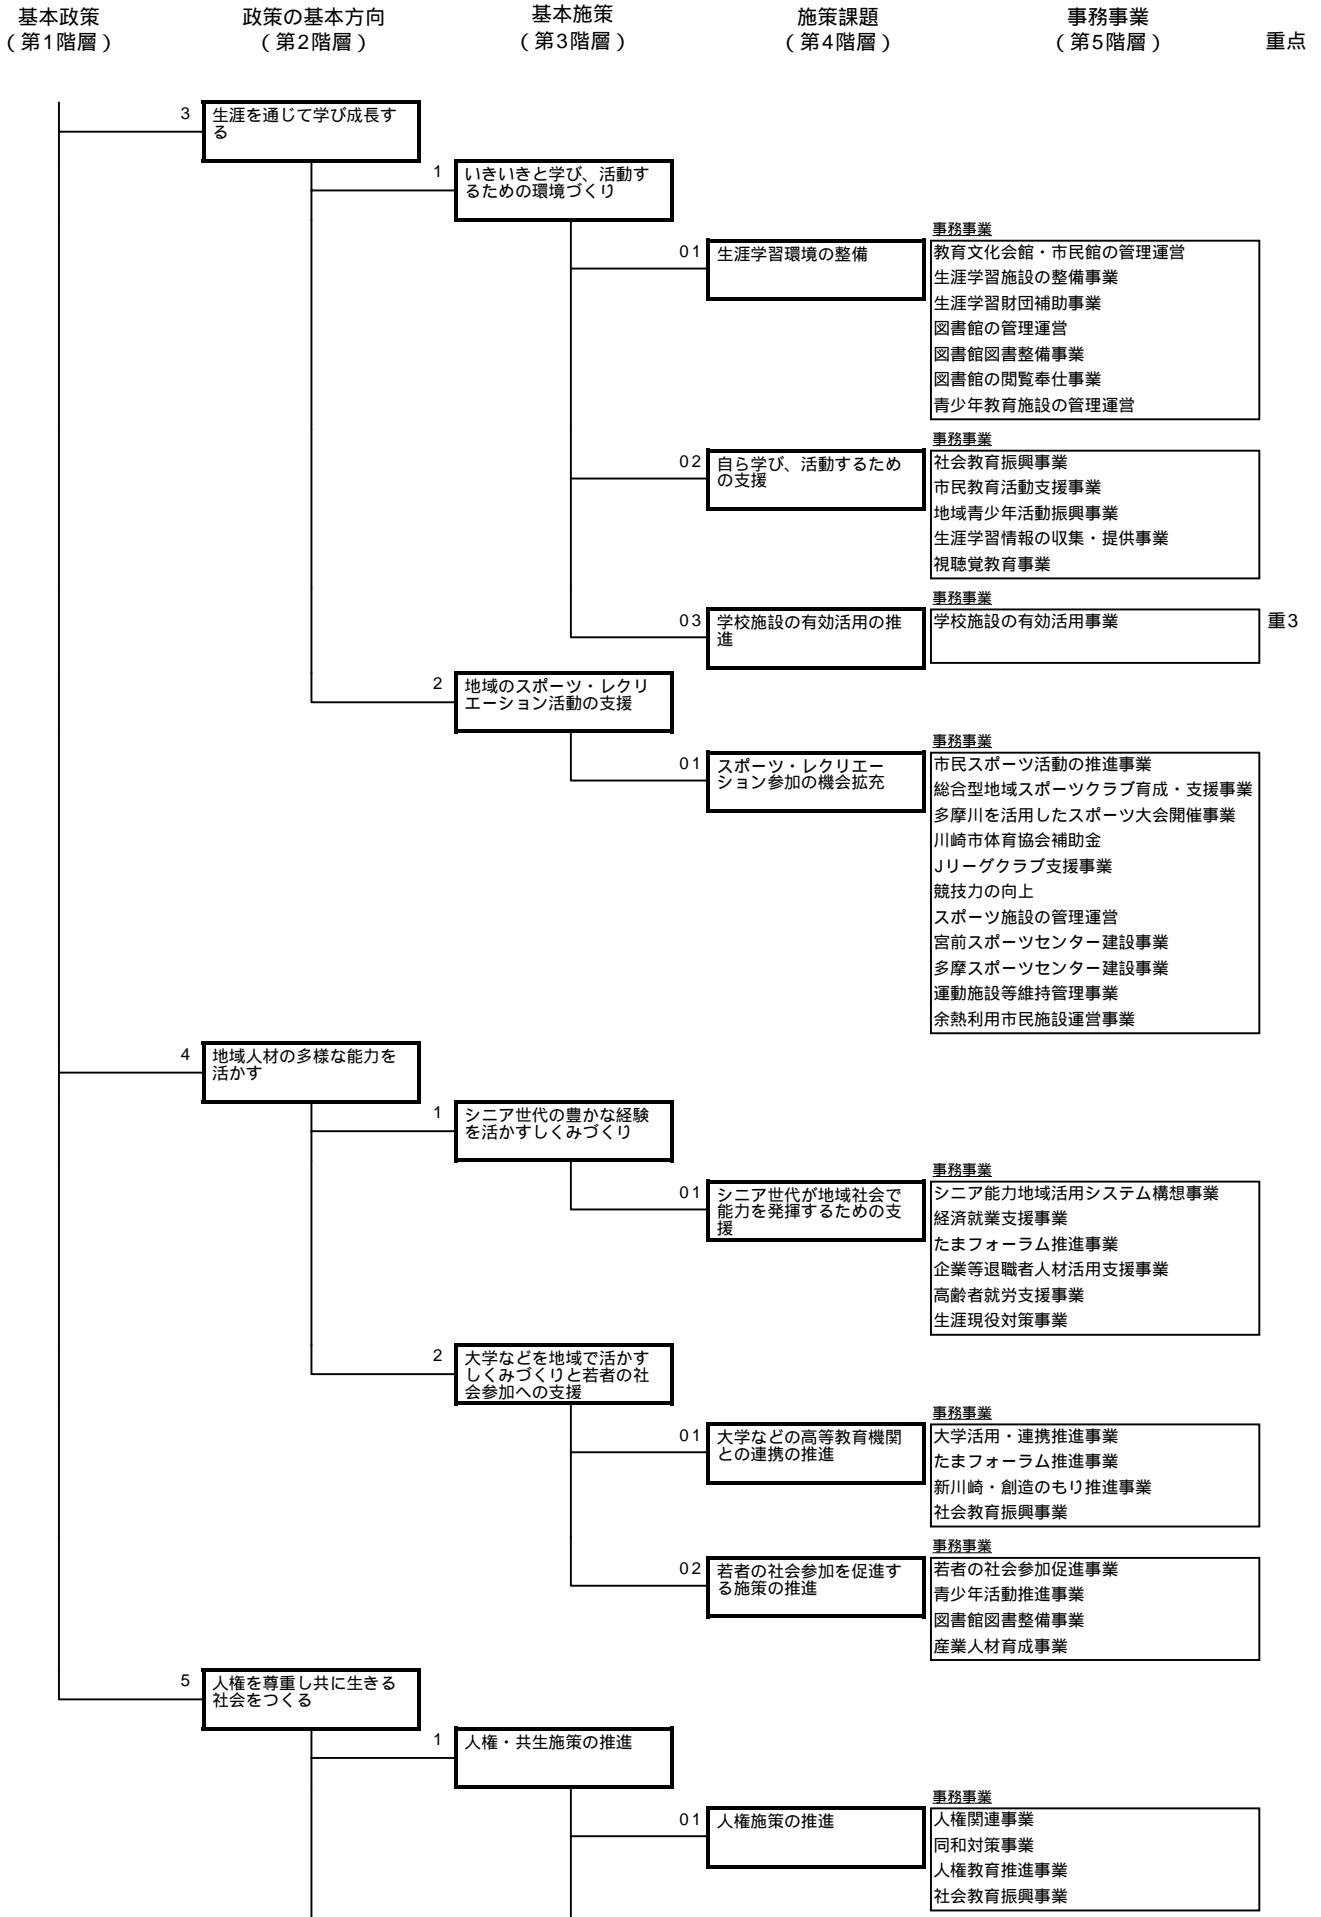 基本政策
（第1階層）
政策の基本方向
（第2階層）
基本施策
（第3階層）
施策課題
（第4階層）
事務事業
（第5階層）
重点
3
生涯を通じて学び成長す
る
1
いきいきと学び、活動す
るための環境づくり
01
生涯学習環境の整備
事務事業
教育文化会館・市民館の管理運営
生涯学習施設の整備事業
生涯学習財団補助事業
図書館の管理運営
図書館図書整備事業
図書館の閲覧奉仕事業
青少年教育施設の管理運営
02
自ら学び、活動するため
の支援
事務事業
社会教育振興事業
市民教育活動支援事業
地域青少年活動振興事業
生涯学習情報の収集・提供事業
視聴覚教育事業
03
学校施設の有効活用の推
進
事務事業
学校施設の有効活用事業
重3
2
地域のスポーツ・レクリ
エーション活動の支援
01
スポーツ・レクリエー
ション参加の機会拡充
事務事業
市民スポーツ活動の推進事業
総合型地域スポーツクラブ育成・支援事業
多摩川を活用したスポーツ大会開催事業
川崎市体育協会補助金
Jリーグクラブ支援事業
競技力の向上
スポーツ施設の管理運営
宮前スポーツセンター建設事業
多摩スポーツセンター建設事業
運動施設等維持管理事業
余熱利用市民施設運営事業
4
地域人材の多様な能力を
活かす
1
シニア世代の豊かな経験
を活かすしくみづくり
01
シニア世代が地域社会で
能力を発揮するための支
援
事務事業
シニア能力地域活用システム構想事業
経済就業支援事業
たまフォーラム推進事業
企業等退職者人材活用支援事業
高齢者就労支援事業
生涯現役対策事業
2
大学などを地域で活かす
しくみづくりと若者の社
会参加への支援
01
大学などの高等教育機関
との連携の推進
事務事業
大学活用・連携推進事業
たまフォーラム推進事業
新川崎・創造のもり推進事業
社会教育振興事業
02
若者の社会参加を促進す
る施策の推進
事務事業
若者の社会参加促進事業
青少年活動推進事業
図書館図書整備事業
産業人材育成事業
5
人権を尊重し共に生きる
社会をつくる
1
人権・共生施策の推進
01
人権施策の推進
事務事業
人権関連事業
同和対策事業
人権教育推進事業
社会教育振興事業